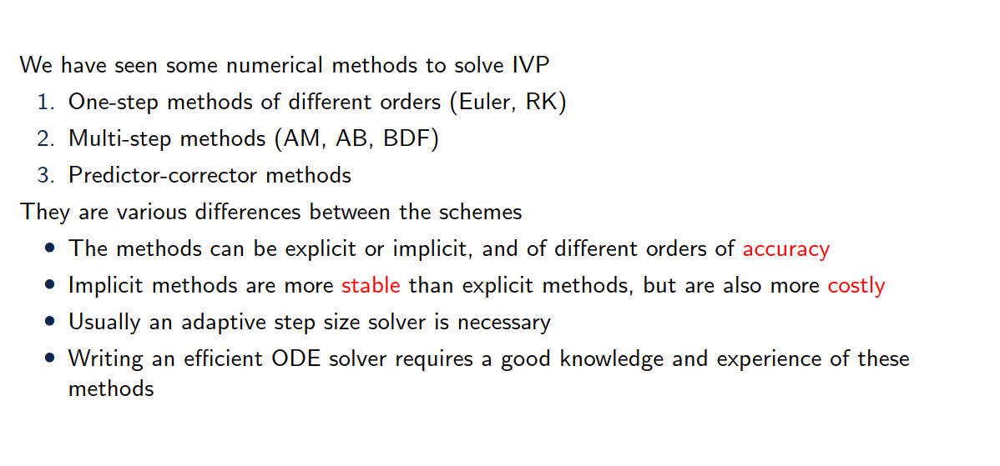 We have seen some numerical methods to solve IVP
1. One-step methods of different orders (Euler, RK)
2. Multi-step methods (AM, AB, BDF)
3. Predictor-corrector methods
They are various differences between the schemes
• The methods can be explicit or implicit, and of different orders of accuracy
• Implicit methods are more stable than explicit methods, but are also more costly
• Usually an adaptive step size solver is necessary
• Writing an efficient ODE solver requires a good knowledge and experience of these
methods